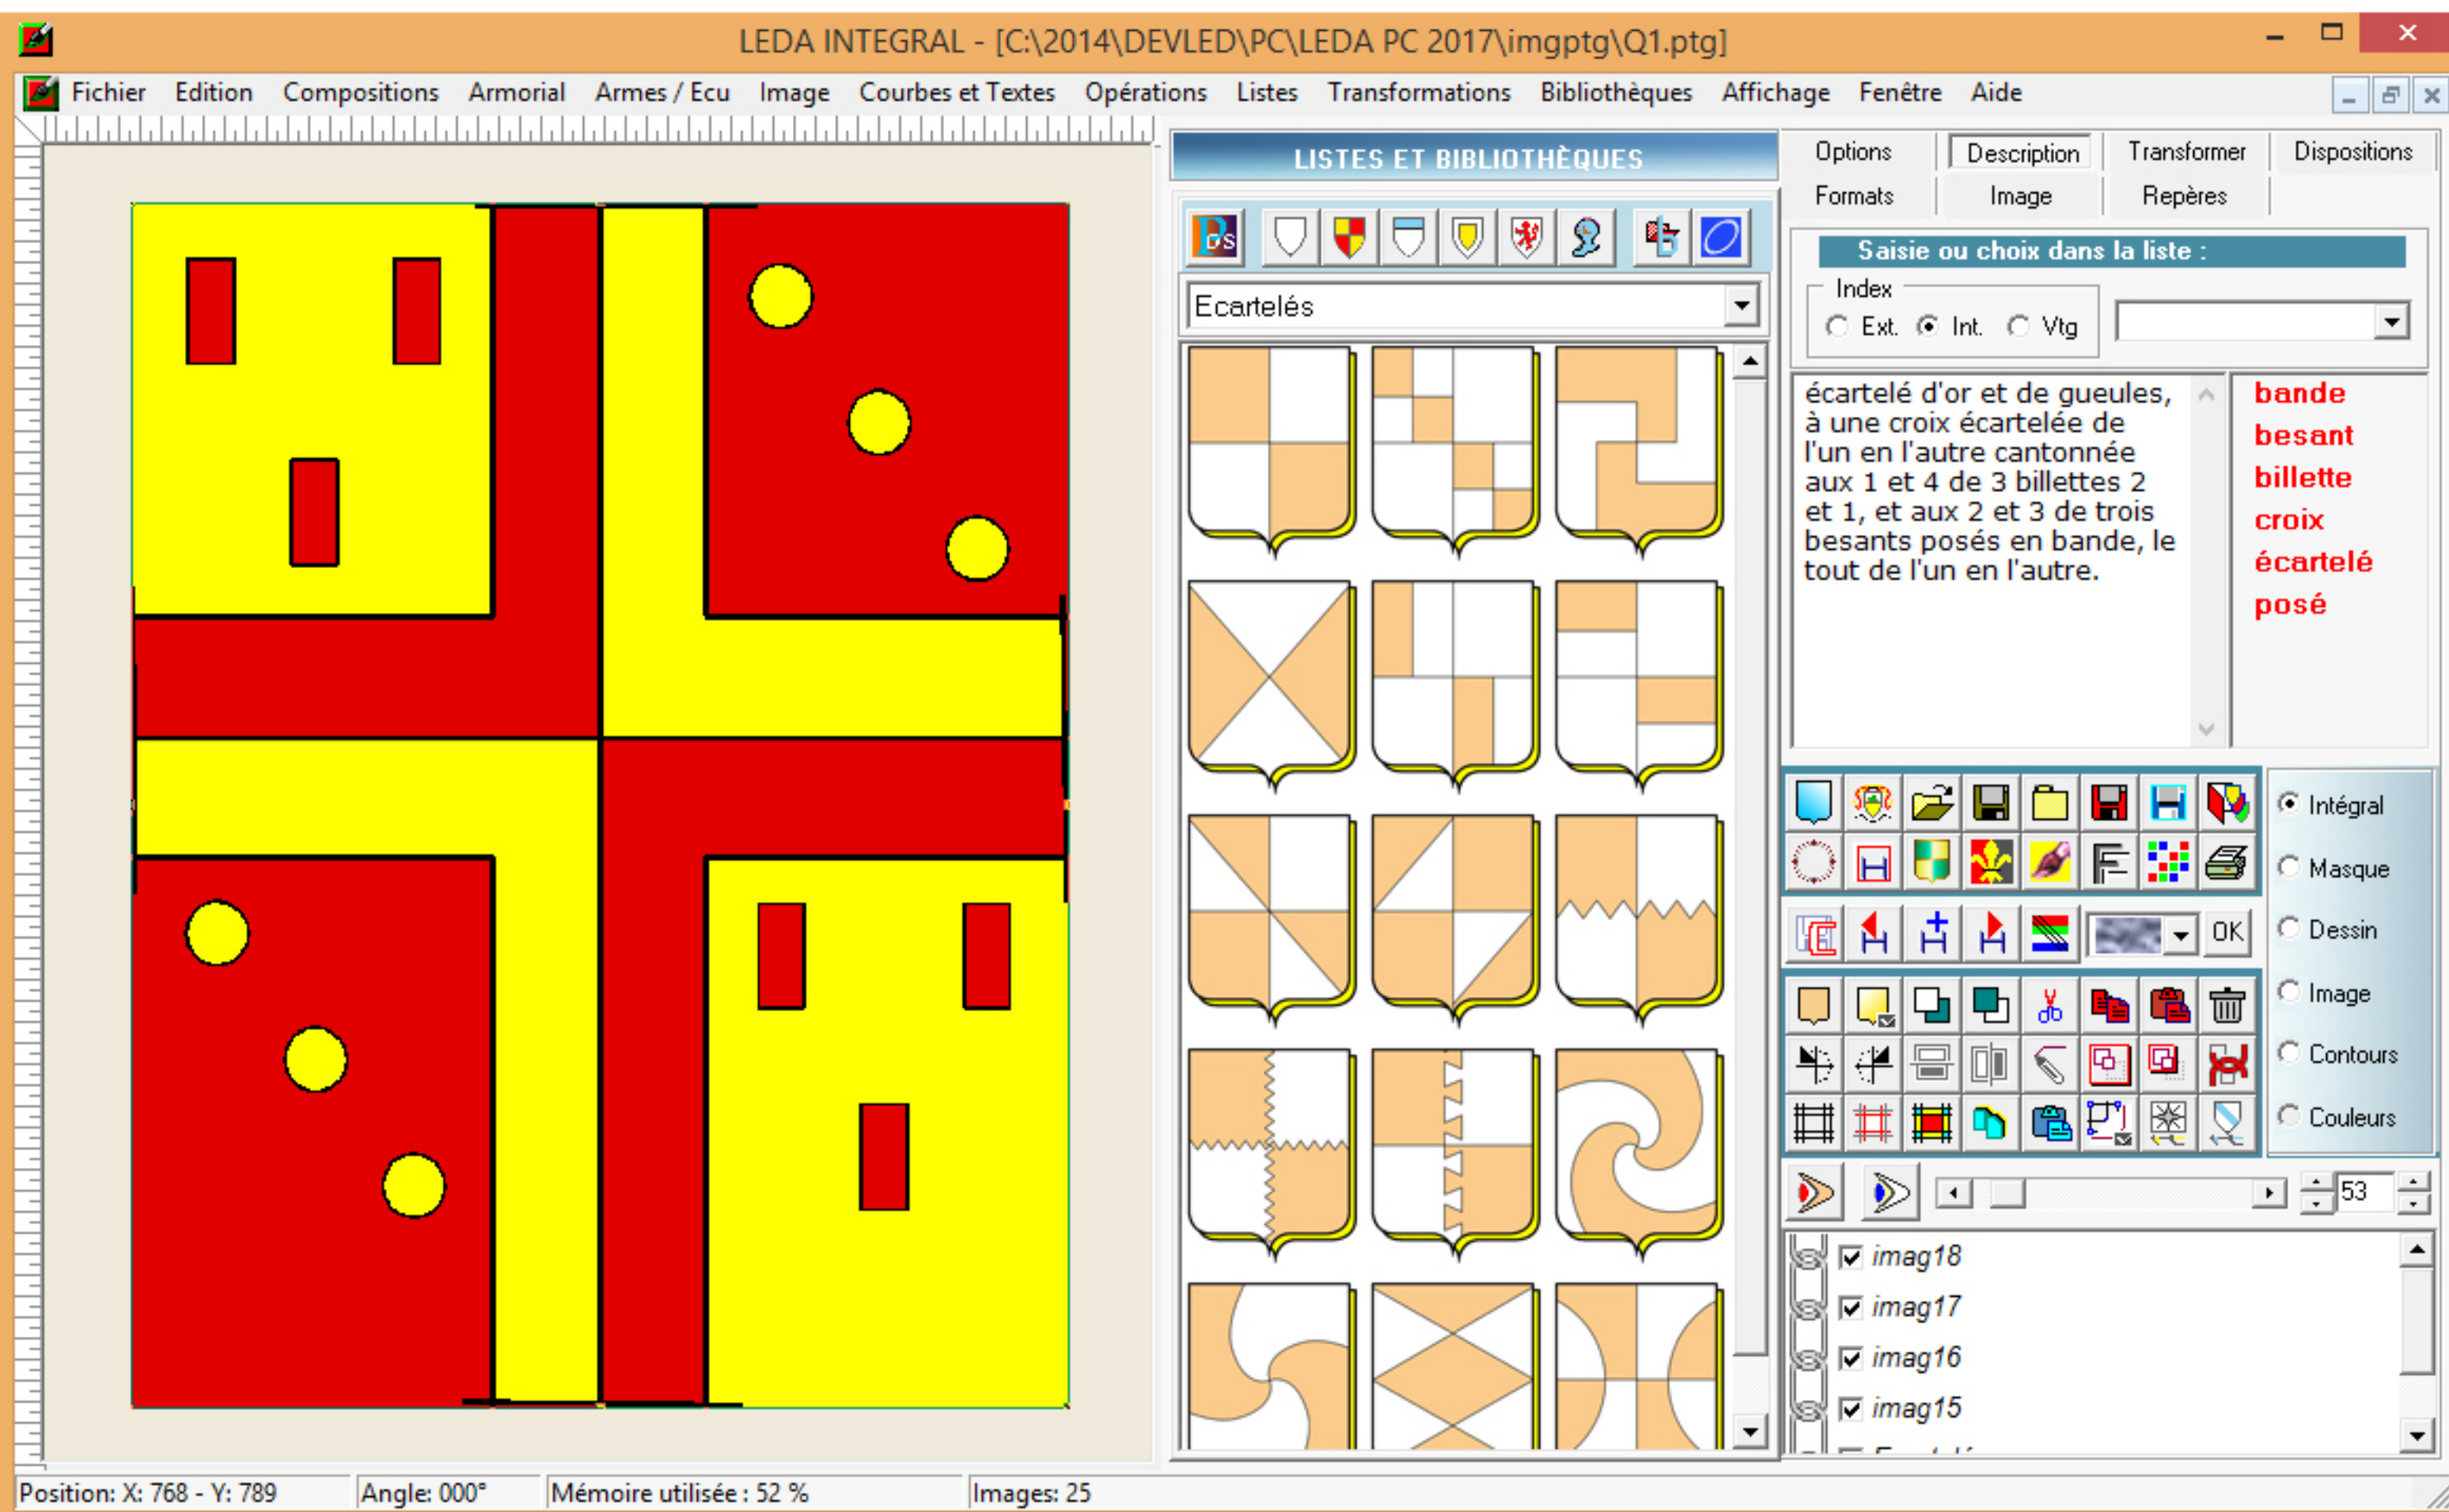 LEDA INTEGRAL - [C:\2014\DEVLED\PC\LEDA PC 2017\imgptg\Q1.ptg]
Fichier Edition Compositions Armorial Armes / Ecu Image Courbes et Textes Opérations Listes Transformations Bibliothèques Affichage Fenêtre Aide
LISTES ET BIBLIOTHÈQUES
Ecartelés
Options Description Transformer Dispositions
Formats Image Repères
Saisie ou choix dans la liste :
Index
Ext. Int. Vtg
écartelé d'or et de gueules,
à une croix écartelée de
l'un en l'autre cantonnée
aux 1 et 4 de 3 billettes 2
et 1, et aux 2 et 3 de trois
besants posés en bande, le
tout de l'un en l'autre.
bande
besant
billette
croix
écartelé
posé
Intégral
Masque
Dessin
Image
Contours
Couleurs
OK
53
imag18
imag17
imag16
imag15
Position: X: 768 - Y: 789 Angle: 000° Mémoire utilisée : 52 % Images: 25